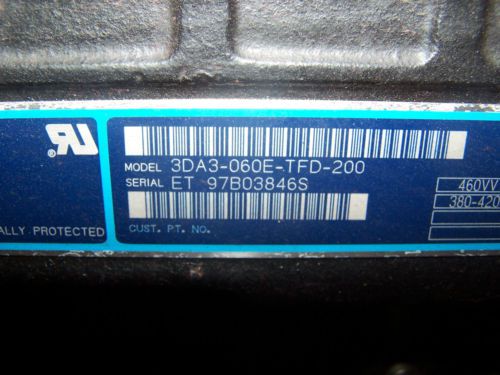 MODEL 3DA3-060E-TFD-200
SERIAL ET 97B03846S
460VV
380-420
ALLY PROTECTED
CUST. PT. NO.